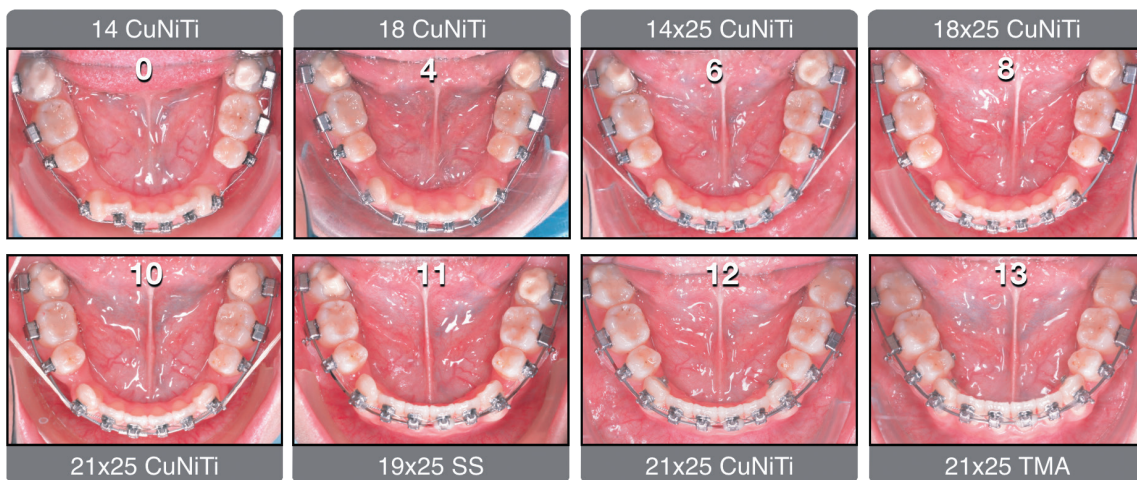 14 CuNiTi
18 CuNiTi
14x25 CuNiTi
18x25 CuNiTi
0
4
6
8
10
11
12
13
21x25 CuNiTi
19x25 SS
21x25 CuNiTi
21x25 TMA